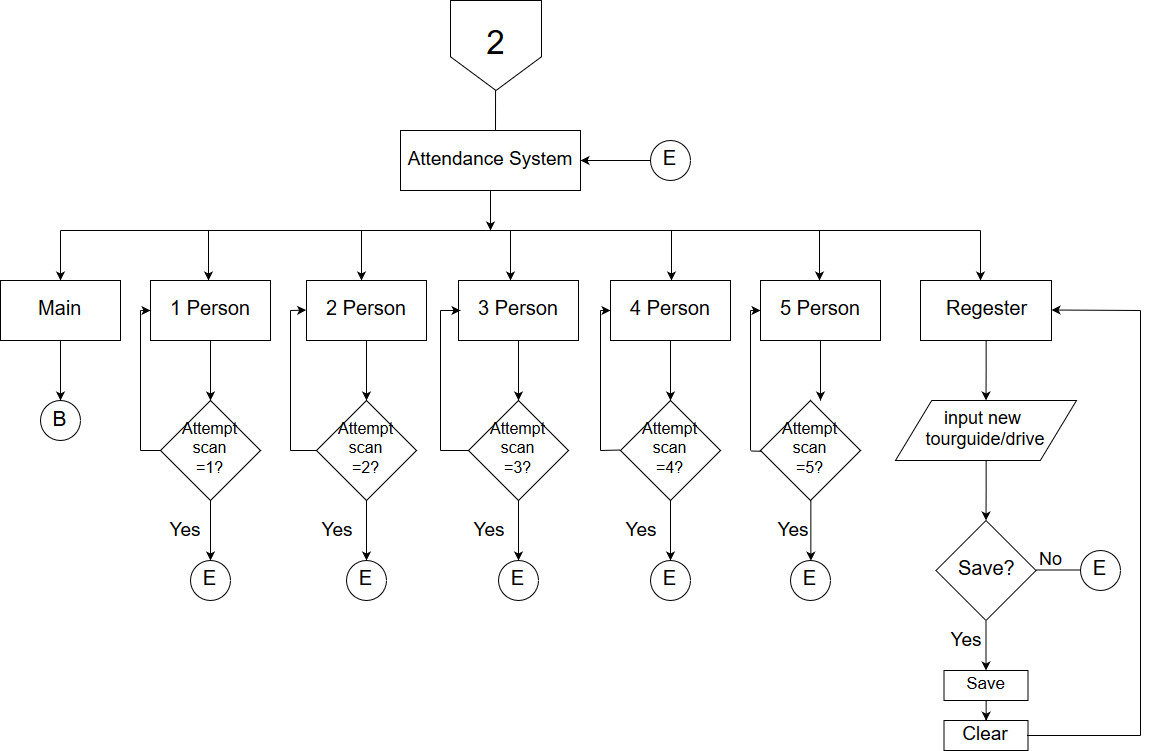 2
Attendance System
E
Main
1 Person
2 Person
3 Person
4 Person
5 Person
Regester
B
Attempt
scan
=1?
Attempt
scan
=2?
Attempt
scan
=3?
Attempt
scan
=4?
Attempt
scan
=5?
input new
tourguide/drive
Yes
Yes
Yes
Yes
Yes
E
E
E
E
E
Save?
No
E
Yes
Save
Clear